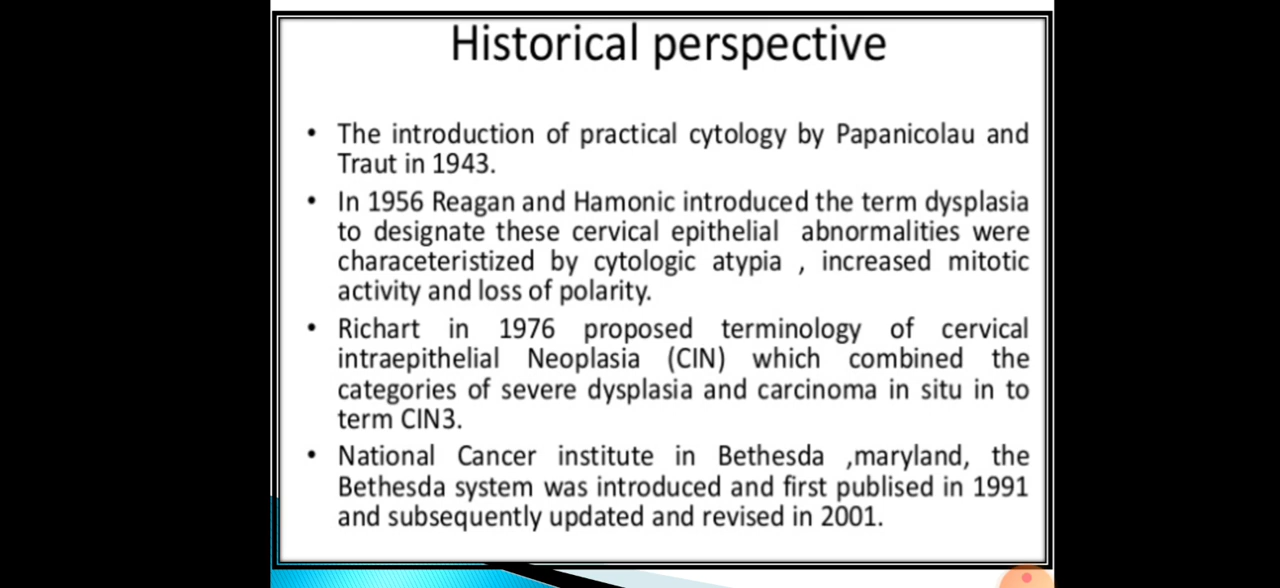 Historical perspective
• The introduction of practical cytology by Papanicolau and
Traut in 1943.
• In 1956 Reagan and Hamonic introduced the term dysplasia
to designate these cervical epithelial abnormalities were
characeteristized by cytologic atypia , increased mitotic
activity and loss of polarity.
• Richart in 1976 proposed terminology of cervical
intraepithelial Neoplasia (CIN) which combined the
categories of severe dysplasia and carcinoma in situ in to
term CIN3.
• National Cancer institute in Bethesda ,maryland, the
Bethesda system was introduced and first publised in 1991
and subsequently updated and revised in 2001.